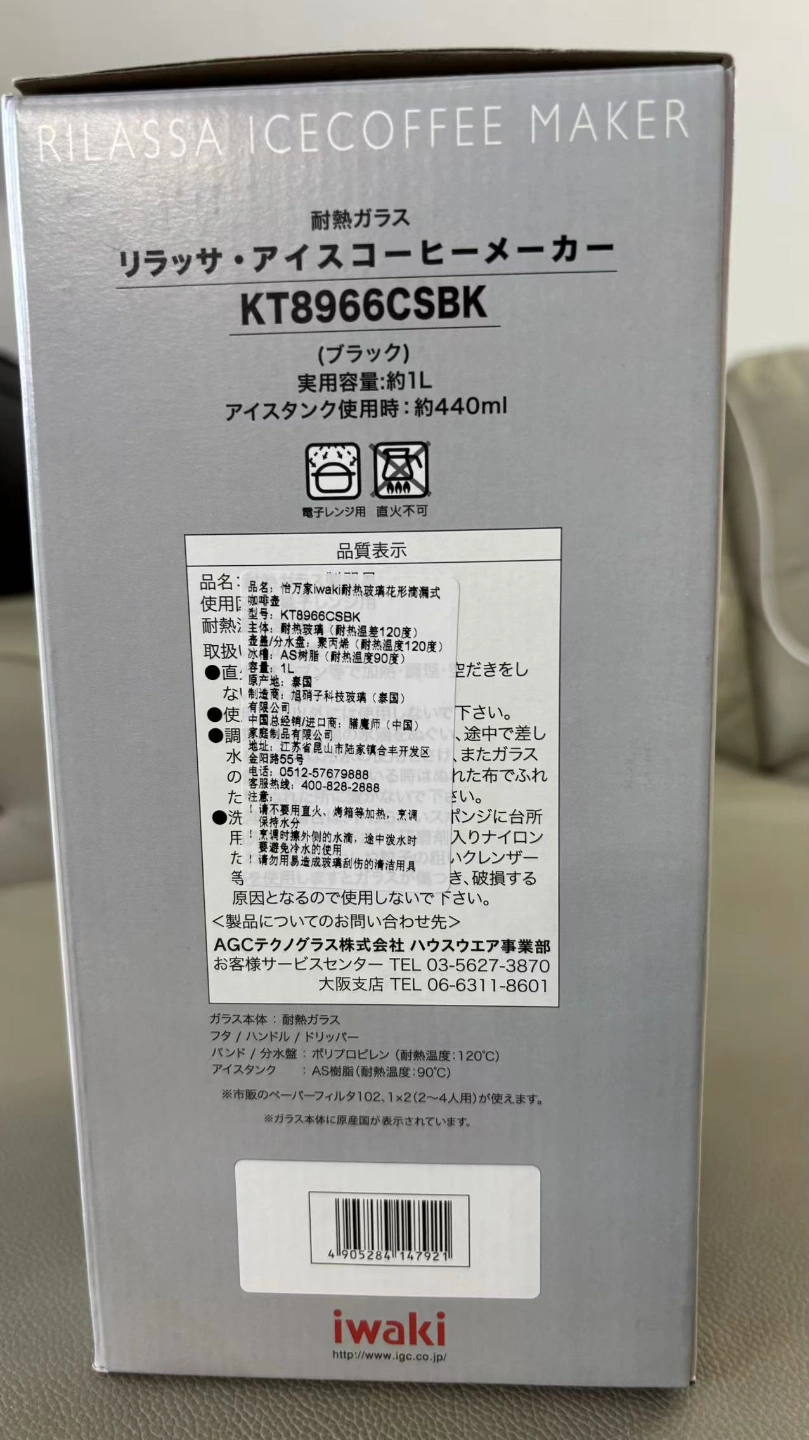 RILASSA ICECOFFEE MAKER
耐熱ガラス
リラッサ・アイスコーヒーメーカー
KT8966CSBK
(ブラック)
実用容量:約1L
アイスタンク使用時:約440ml
電子レンジ用 直火不可
品質表示
品名:
使用
耐熱
取扱
●直
空だきをし
な
●使
下さい。
●調
、途中で差し
水
、またガラス
の
れた布でふれ
た
さい。
●洗
ポンジに台所
用
入りナイロン
た
いクレンザー
等
き、破損する
原因となるので使用しないで下さい。
<製品についてのお問い合わせ先>
AGCテクノグラス株式会社 ハウスウエア事業部
お客様サービスセンター TEL 03-5627-3870
大阪支店 TEL 06-6311-8601
品名:怡万家iwaki耐热玻璃花形滴漏式
咖啡壶
型号:KT8966CSBK
主体:耐热玻璃(耐热温差120度)
壶盖/分水盘:聚丙烯(耐热温度120度)
冰槽:AS树脂(耐热温度90度)
容量:1L
原产地:泰国
制造商:旭硝子科技玻璃(泰国)
有限公司
中国总经销/进口商:膳魔师(中国)
家庭制品有限公司
地址:江苏省昆山市陆家镇合丰开发区
金阳路55号
电话:0512-57679888
客服热线:400-828-2888
注意:
!请不要用直火、烤箱等加热,烹调
保持水分
!烹调时擦外侧的水滴,途中泼水时
要避免冷水的使用
!请勿用易造成玻璃刮伤的清洁用具
ガラス本体:耐熱ガラス
フタ/ハンドル/ドリッパー
バンド/分水盤:ポリプロピレン(耐熱温度:120℃)
アイスタンク :AS樹脂(耐熱温度:90℃)
※市販のペーパーフィルタ102、1×2(2〜4人用)が使えます。
※ガラス本体に原産国が表示されています。
4 905284 147921
iwaki
http://www.igc.co.jp/